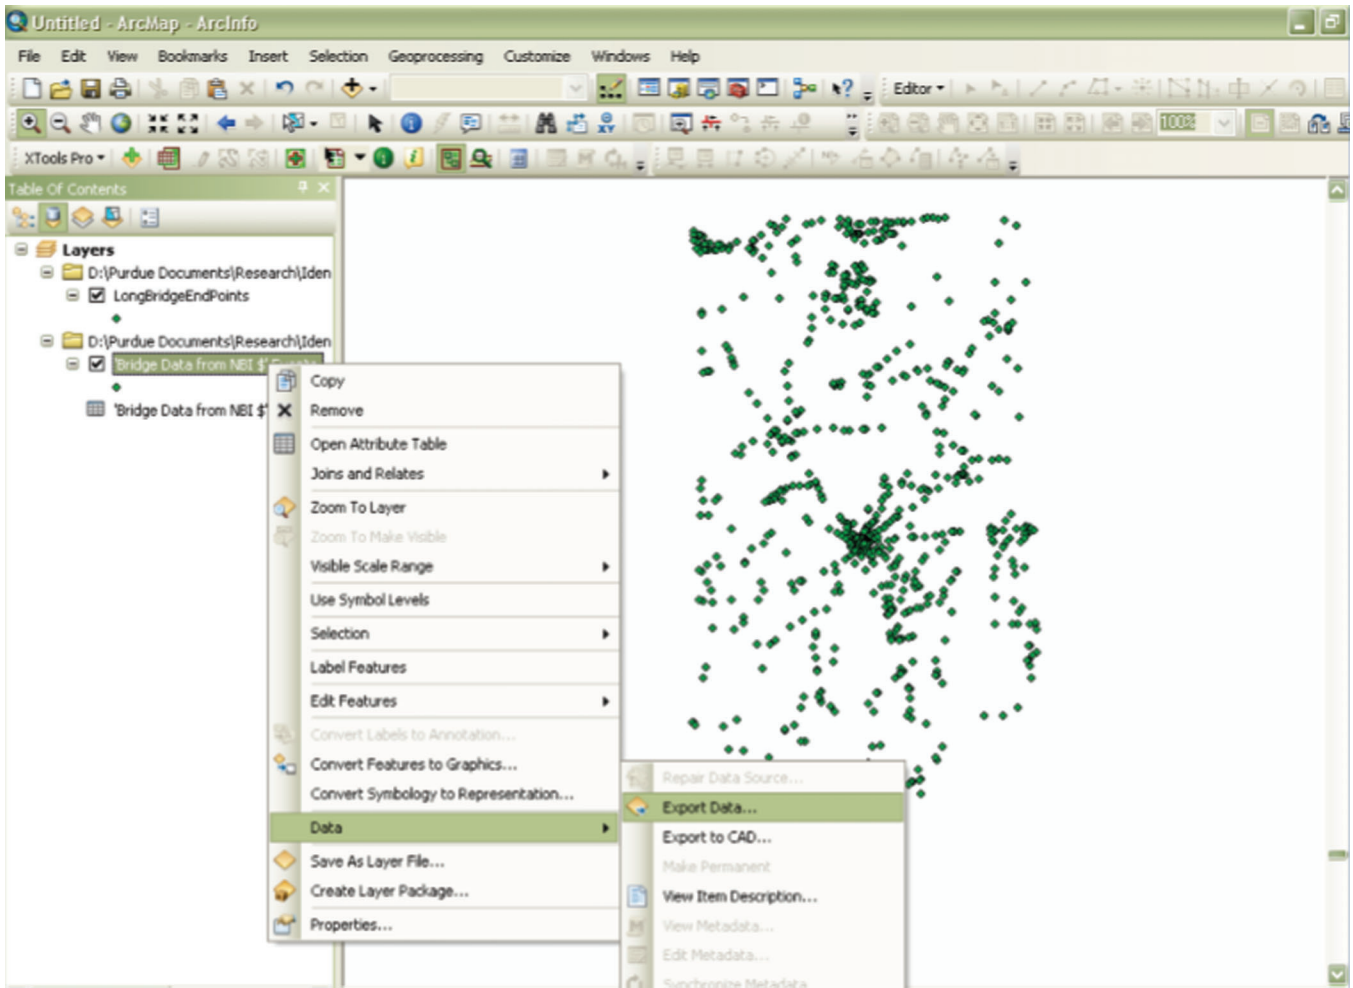 Untitled - ArcMap - ArcInfo
File Edit View Bookmarks Insert Selection Geoprocessing Customize Windows Help
Editor
100%
XTools Pro
Table Of Contents
Layers
D:\Purdue Documents\Research\Iden
LongBridgeEndPoints
D:\Purdue Documents\Research\Iden
'Bridge Data from NBI $'
'Bridge Data from NBI $'
Copy
Remove
Open Attribute Table
Joins and Relates
Zoom To Layer
Zoom To Make Visible
Visible Scale Range
Use Symbol Levels
Selection
Label Features
Edit Features
Convert Labels to Annotation...
Convert Features to Graphics...
Convert Symbology to Representation...
Data
Save As Layer File...
Create Layer Package...
Properties...
Repair Data Source...
Export Data...
Export to CAD...
Make Permanent
View Item Description...
View Metadata...
Edit Metadata...
Synchronize Metadata